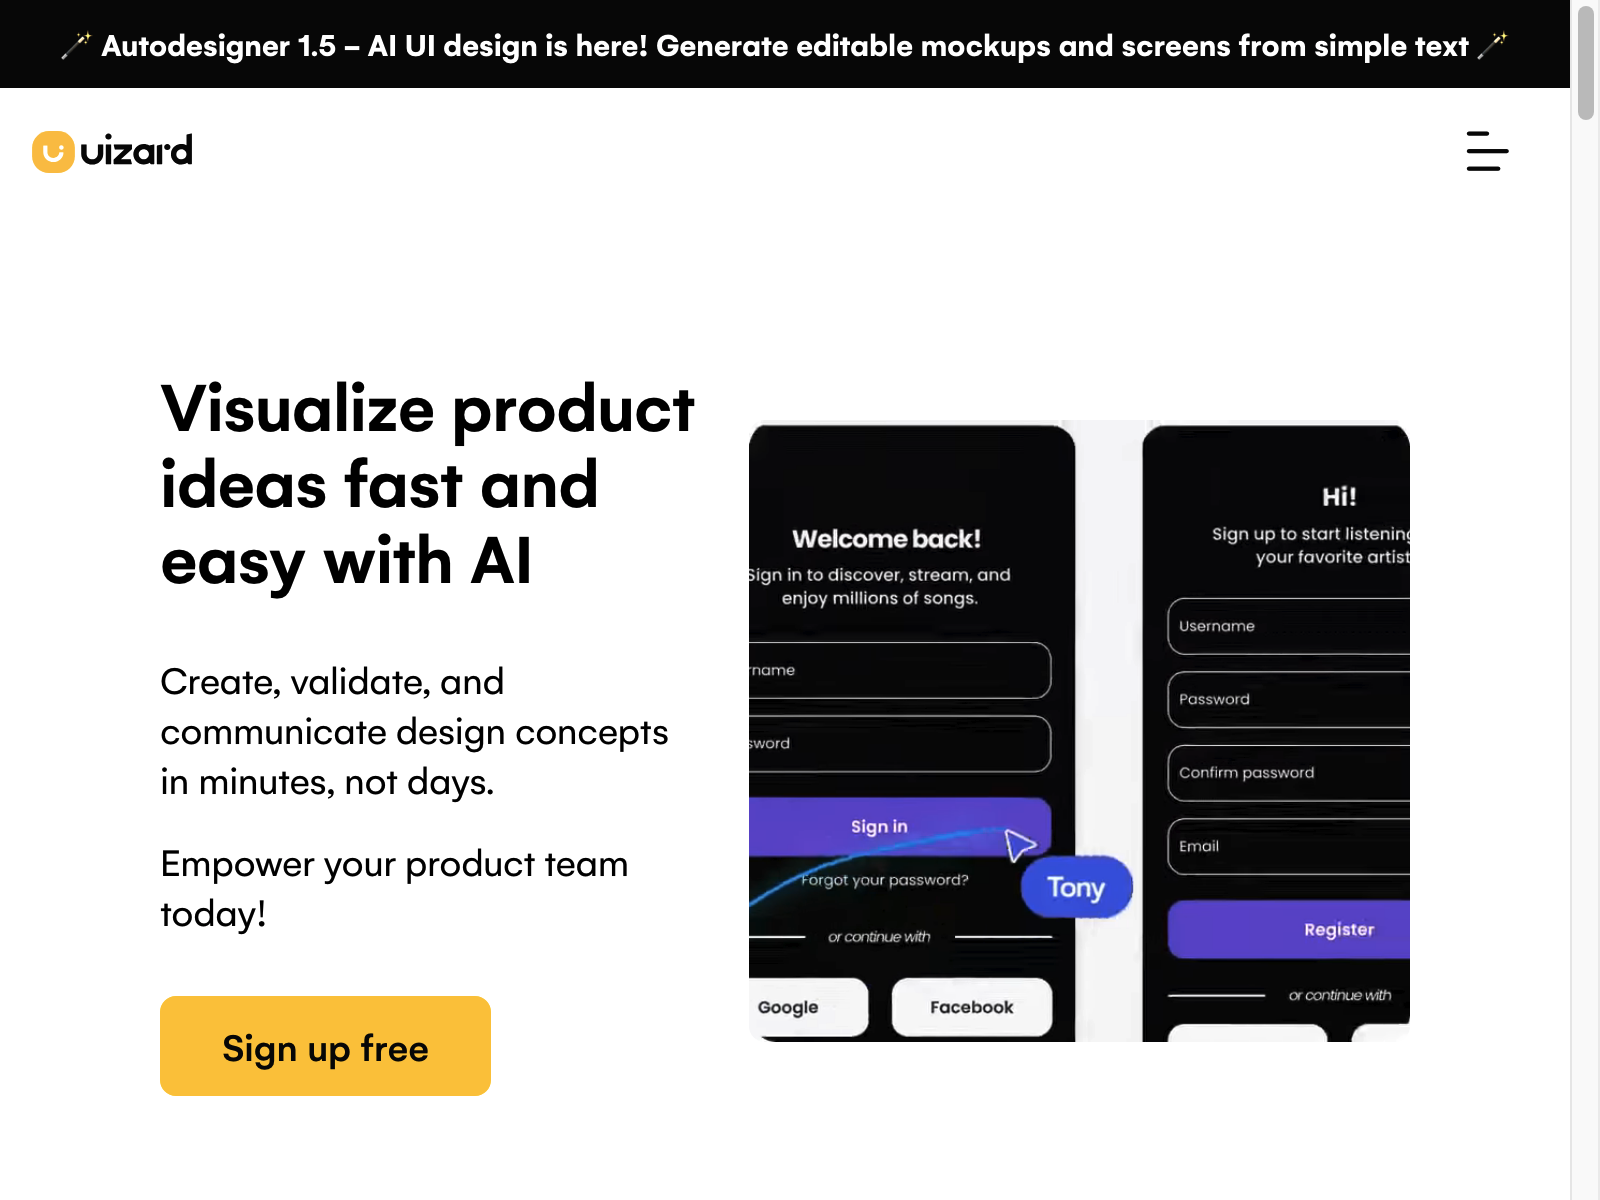 Autodesigner 1.5 – AI UI design is here! Generate editable mockups and screens from simple text
uizard
Visualize product
ideas fast and
easy with AI
Create, validate, and
communicate design concepts
in minutes, not days.
Empower your product team
today!
Sign up free
Welcome back!
Sign in to discover, stream, and
enjoy millions of songs.
rname
sword
Sign in
Forgot your password?
or continue with
Google
Facebook
Tony
Hi!
Sign up to start listening
your favorite artist
Username
Password
Confirm password
Email
Register
or continue with